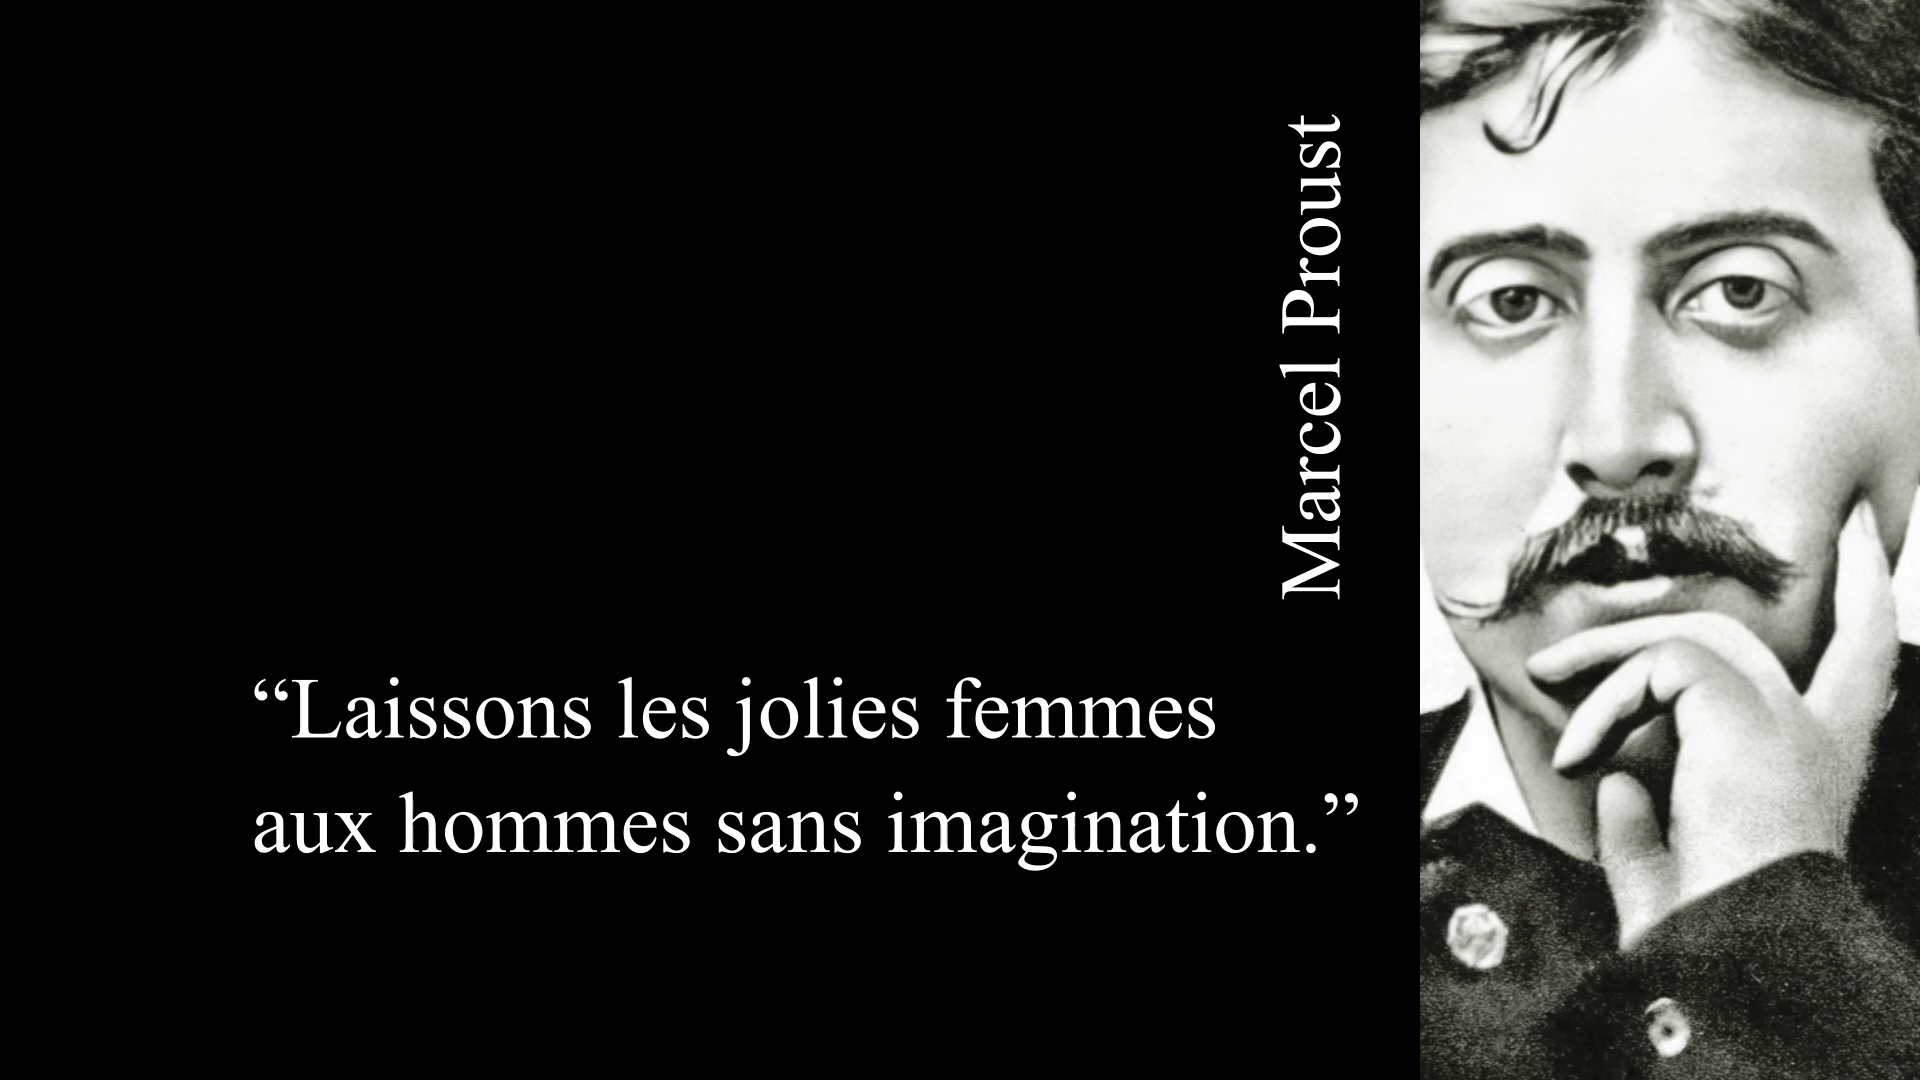 Marcel Proust
“Laissons les jolies femmes
aux hommes sans imagination.”